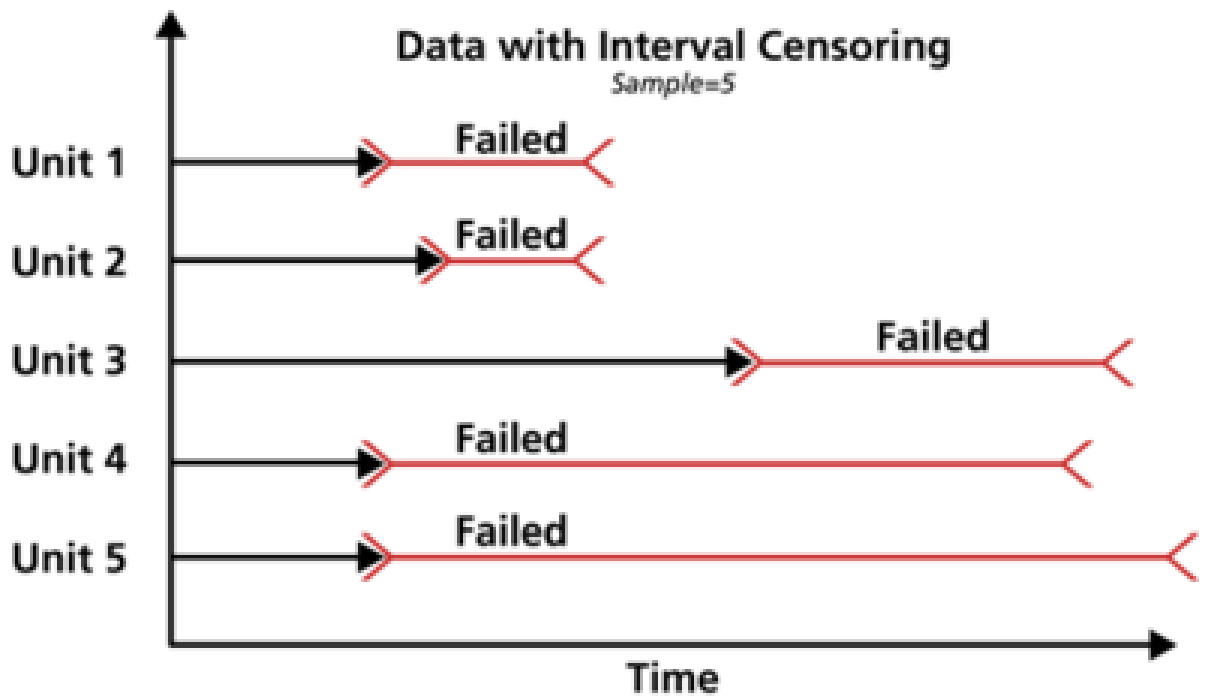 Data with Interval Censoring
Sample=5
Unit 1
Failed
Unit 2
Failed
Unit 3
Failed
Unit 4
Failed
Unit 5
Failed
Time